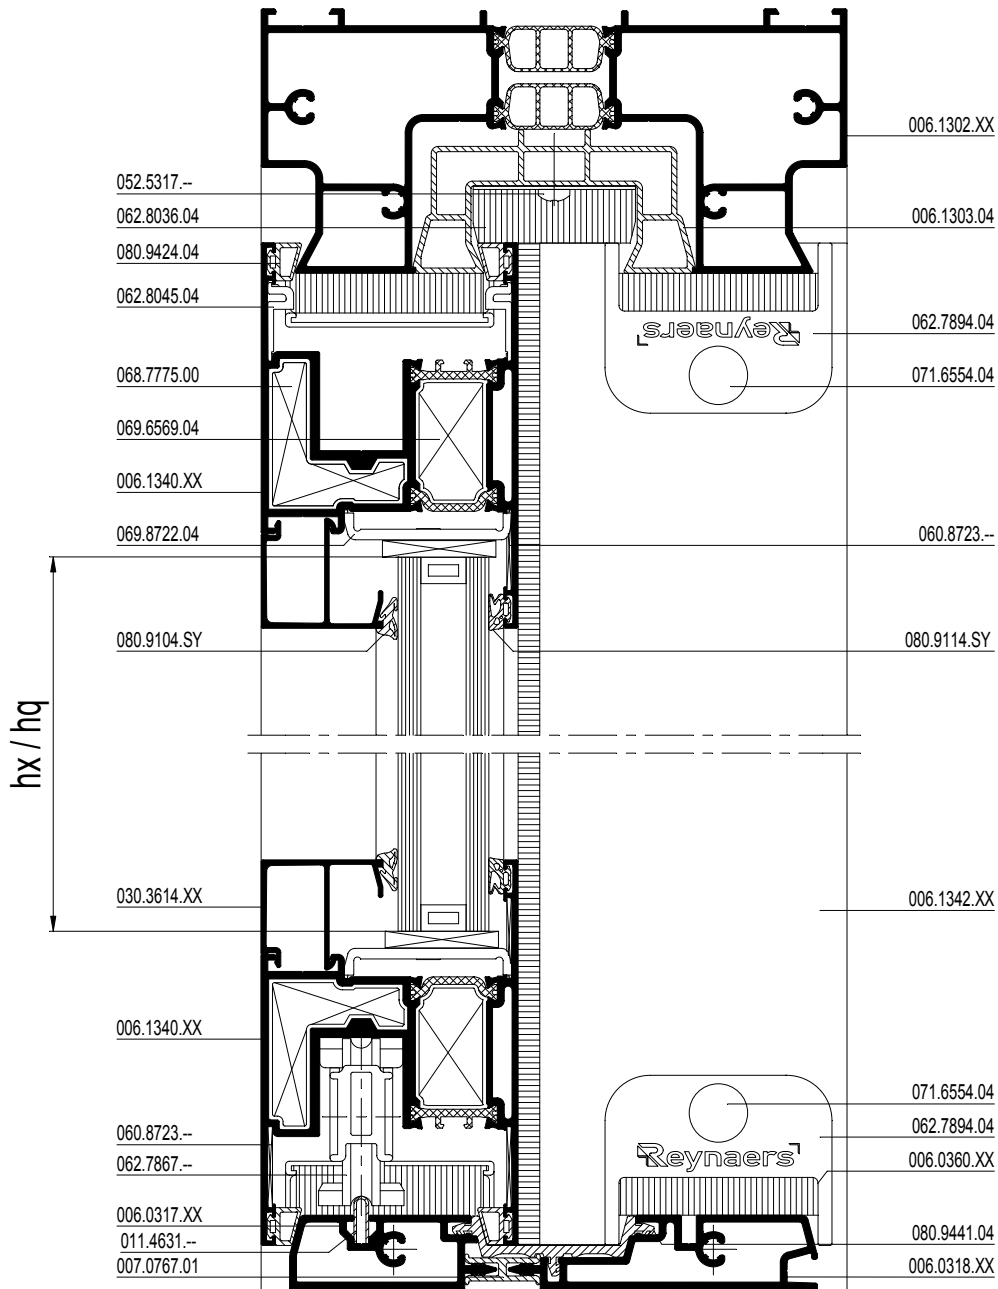 006.1302.XX
052.5317.--
062.8036.04
006.1303.04
080.9424.04
062.8045.04
062.7894.04
Reynaers
068.7775.00
071.6554.04
069.6569.04
006.1340.XX
069.8722.04
060.8723.--
080.9104.SY
080.9114.SY
hx / hq
030.3614.XX
006.1342.XX
006.1340.XX
071.6554.04
060.8723.--
062.7894.04
Reynaers
062.7867.--
006.0360.XX
006.0317.XX
011.4631.--
080.9441.04
007.0767.01
006.0318.XX